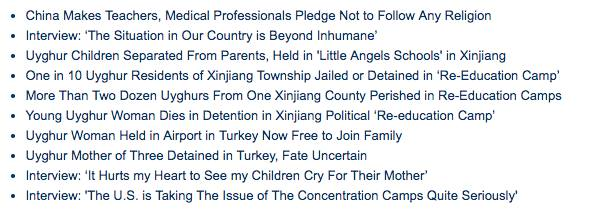 China Makes Teachers, Medical Professionals Pledge Not to Follow Any Religion
Interview: ‘The Situation in Our Country is Beyond Inhumane’
Uyghur Children Separated From Parents, Held in 'Little Angels Schools' in Xinjiang
One in 10 Uyghur Residents of Xinjiang Township Jailed or Detained in ‘Re-Education Camp’
More Than Two Dozen Uyghurs From One Xinjiang County Perished in Re-Education Camps
Young Uyghur Woman Dies in Detention in Xinjiang Political ‘Re-education Camp’
Uyghur Woman Held in Airport in Turkey Now Free to Join Family
Uyghur Mother of Three Detained in Turkey, Fate Uncertain
Interview: ‘It Hurts my Heart to See my Children Cry For Their Mother’
Interview: 'The U.S. is Taking The Issue of The Concentration Camps Quite Seriously'